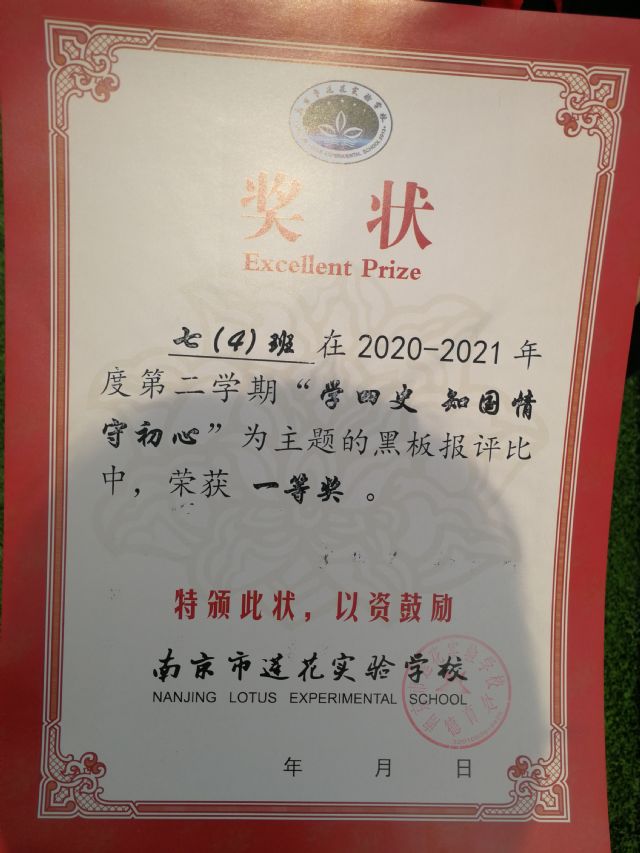 奖状
Excellent Prize
七(4)班 在 2020-2021 年
度第二学期“学四史 知国情
守初心”为主题的黑板报评比
中，荣获 一等奖 。
特颁此状，以资鼓励
南京市莲花实验学校
NANJING LOTUS EXPERIMENTAL SCHOOL
年 月 日